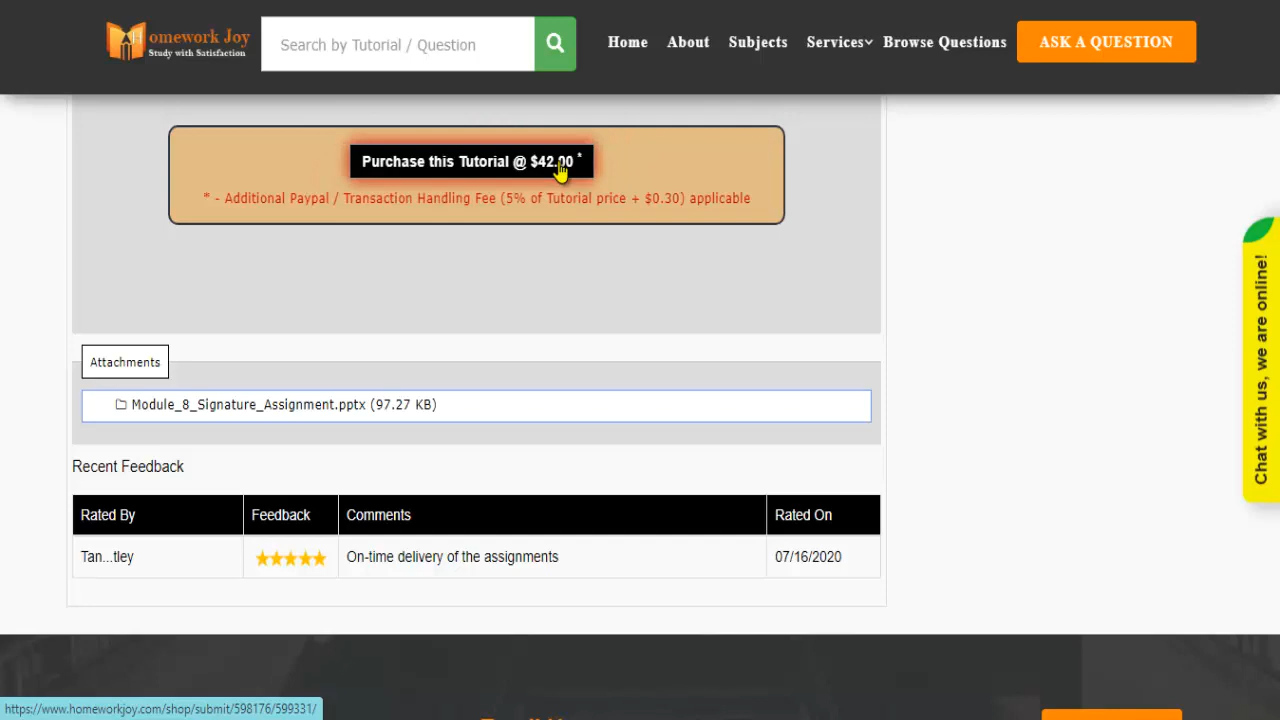 omework Joy
Study with Satisfaction
Search by Tutorial / Question
Home
About
Subjects
Services
Browse Questions
ASK A QUESTION
Purchase this Tutorial @ $42.00 *
* - Additional Paypal / Transaction Handling Fee (5% of Tutorial price + $0.30) applicable
Chat with us, we are online!
Attachments
Module_8_Signature_Assignment.pptx (97.27 KB)
Recent Feedback
Rated By Feedback Comments Rated On
Tan...tley On-time delivery of the assignments 07/16/2020
https://www.homeworkjoy.com/shop/submit/598176/599331/